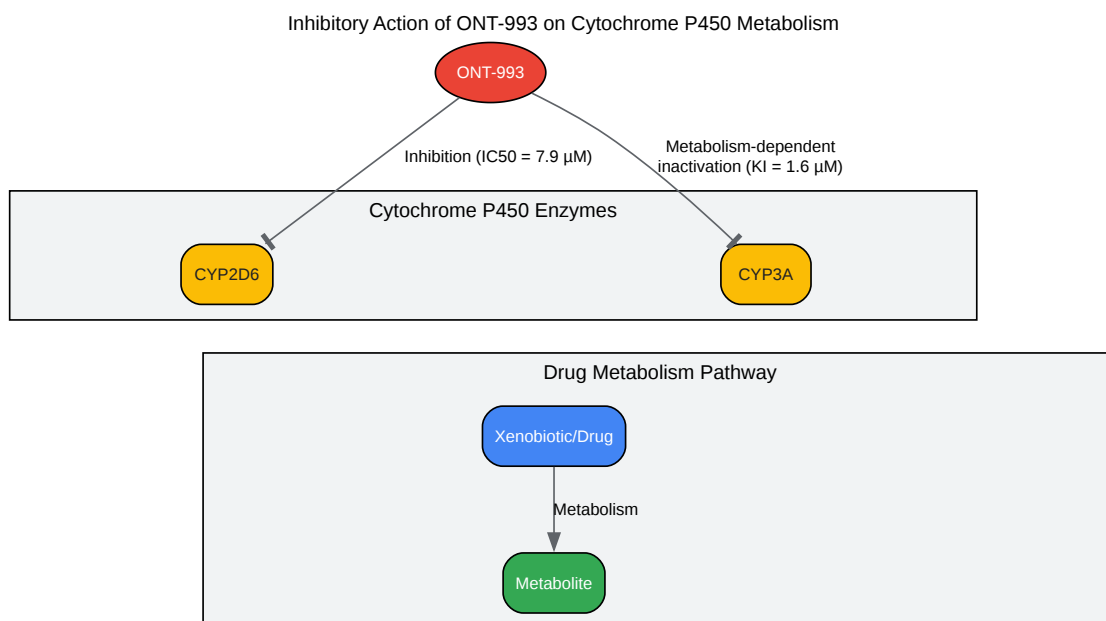 Inhibitory Action of ONT-993 on Cytochrome P450 Metabolism
ONT-993
Inhibition (IC50 = 7.9 µM)
Metabolism-dependent
inactivation (KI = 1.6 µM)
Cytochrome P450 Enzymes
CYP2D6
CYP3A
Drug Metabolism Pathway
Xenobiotic/Drug
Metabolism
Metabolite